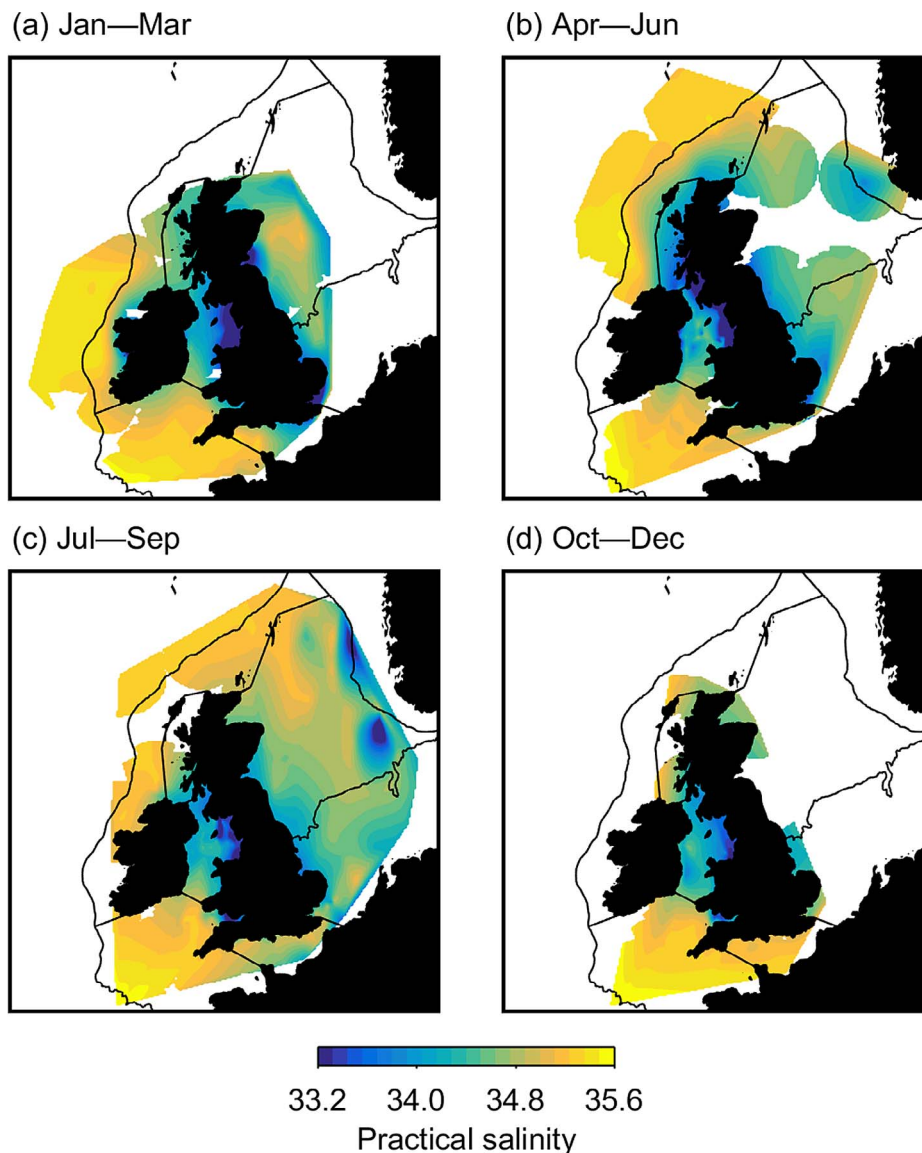 (a) Jan—Mar
(b) Apr—Jun
(c) Jul—Sep
(d) Oct—Dec
33.2 34.0 34.8 35.6
Practical salinity